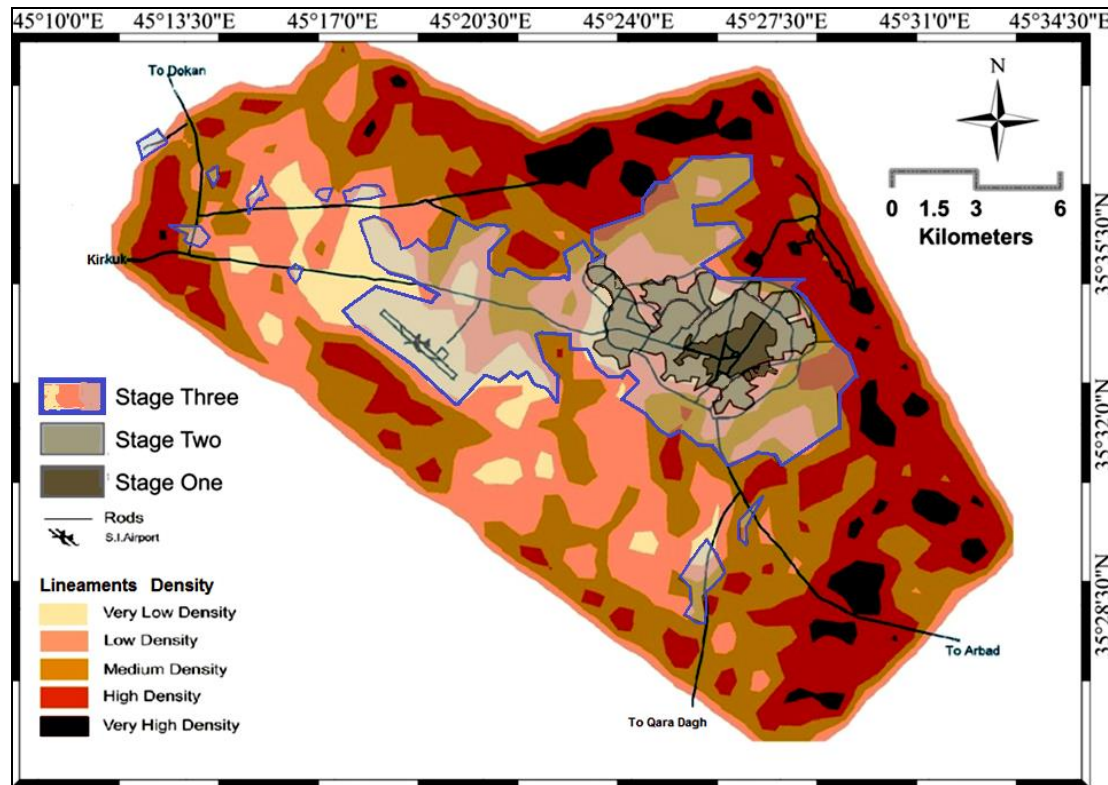 45°10'0"E 45°13'30"E 45°17'0"E 45°20'30"E 45°24'0"E 45°27'30"E 45°31'0"E 45°34'30"E
To Dokan
N
0 1.5 3 6
Kilometers
35°35'30"N
Kirkuk
35°32'0"N
Stage Three
Stage Two
Stage One
Rods
S.I.Airport
35°28'30"N
Lineaments Density
Very Low Density
Low Density
Medium Density
High Density
Very High Density
To Arbad
To Qara Dagh